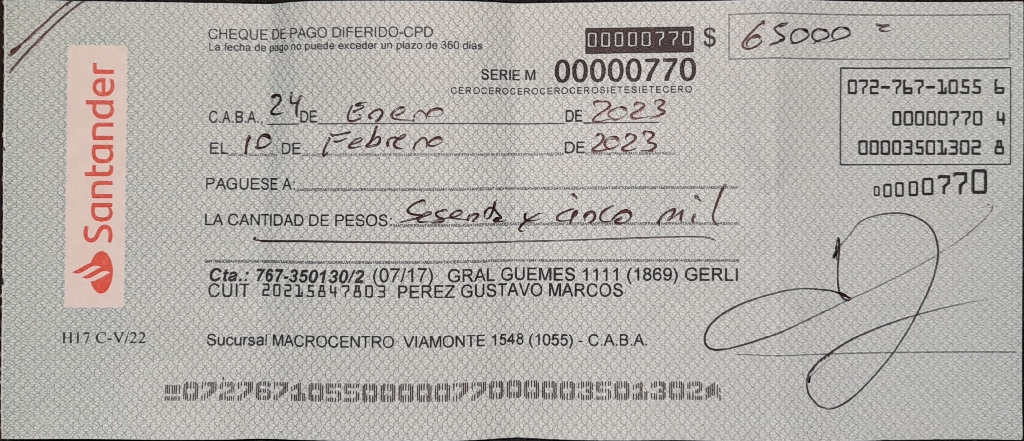 CHEQUE DE PAGO DIFERIDO-CPD
La fecha de pago no puede exceder un plazo de 360 días
00000770 $ 65000 =
SERIE M 00000770
CEROCEROCEROCEROCEROSIETESIETECERO
072-767-1055 6
00000770 4
00003501302 8
C.A.B.A., 24 DE Enero DE 2023
EL 10 DE Febrero DE 2023
PAGUESE A:
00000770
LA CANTIDAD DE PESOS: Sesenta y cinco mil
Santander
Cta.: 767-350130/2 (07/17) GRAL GUEMES 1111 (1869) GERLI
CUIT 20215847803 PEREZ GUSTAVO MARCOS
H17 C-V/22
Sucursal MACROCENTRO VIAMONTE 1548 (1055) - C.A.B.A.
07276710550000077000003501302